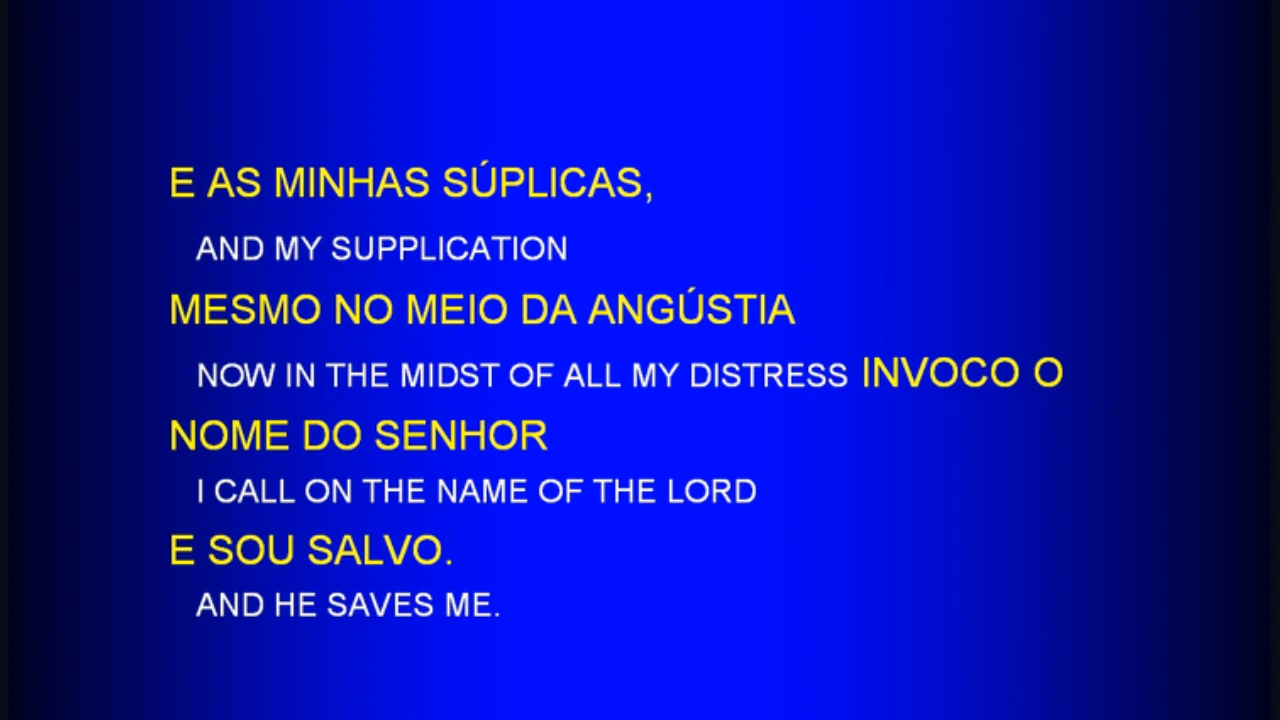 E AS MINHAS SÚPLICAS,
AND MY SUPPLICATION
MESMO NO MEIO DA ANGÚSTIA
NOW IN THE MIDST OF ALL MY DISTRESS INVOCO O
NOME DO SENHOR
I CALL ON THE NAME OF THE LORD
E SOU SALVO.
AND HE SAVES ME.